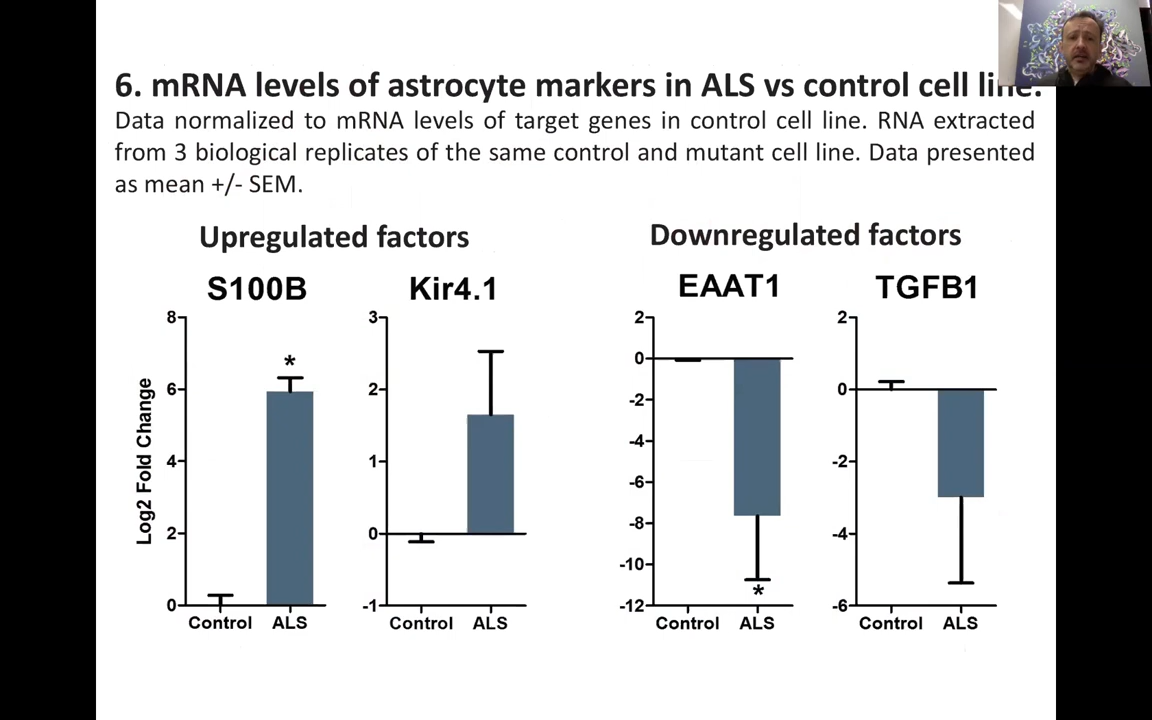 6. mRNA levels of astrocyte markers in ALS vs control cell line.
Data normalized to mRNA levels of target genes in control cell line. RNA extracted
from 3 biological replicates of the same control and mutant cell line. Data presented
as mean +/- SEM.
Upregulated factors
Downregulated factors
S100B
Kir4.1
EAAT1
TGFB1
Log2 Fold Change
8
6
*
4
2
0
Control ALS
3
2
1
0
-1
Control ALS
2
0
-2
-4
-6
-8
-10
-12
*
Control ALS
2
0
-2
-4
-6
Control ALS